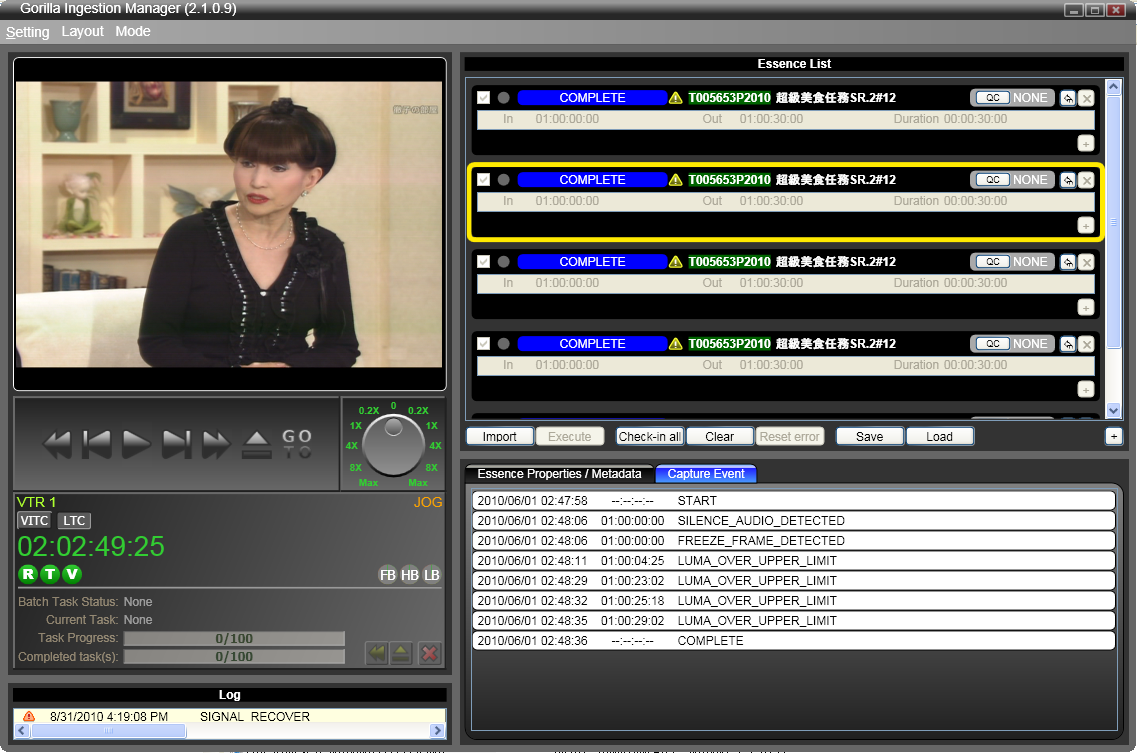 Gorilla Ingestion Manager (2.1.0.9)
Setting Layout Mode
Essence List
COMPLETE T005653P2010 超級美食任務SR.2#12 QC NONE
In 01:00:00:00 Out 01:00:30:00 Duration 00:00:30:00
+
COMPLETE T005653P2010 超級美食任務SR.2#12 QC NONE
In 01:00:00:00 Out 01:00:30:00 Duration 00:00:30:00
+
COMPLETE T005653P2010 超級美食任務SR.2#12 QC NONE
In 01:00:00:00 Out 01:00:30:00 Duration 00:00:30:00
+
COMPLETE T005653P2010 超級美食任務SR.2#12 QC NONE
In 01:00:00:00 Out 01:00:30:00 Duration 00:00:30:00
+
Import Execute Check-in all Clear Reset error Save Load +
0.2X 0 0.2X
1X 1X
4X 4X
8X 8X
Max Max
GO
TO
VTR 1 JOG
VITC LTC
02:02:49:25
R T V FB HB LB
Batch Task Status: None
Current Task: None
Task Progress: 0/100
Completed task(s): 0/100
Log
8/31/2010 4:19:08 PM SIGNAL RECOVER
Essence Properties / Metadata Capture Event
2010/06/01 02:47:58 --:--:--:-- START
2010/06/01 02:48:06 01:00:00:00 SILENCE_AUDIO_DETECTED
2010/06/01 02:48:06 01:00:00:00 FREEZE_FRAME_DETECTED
2010/06/01 02:48:11 01:00:04:25 LUMA_OVER_UPPER_LIMIT
2010/06/01 02:48:29 01:00:23:02 LUMA_OVER_UPPER_LIMIT
2010/06/01 02:48:32 01:00:25:18 LUMA_OVER_UPPER_LIMIT
2010/06/01 02:48:35 01:00:29:02 LUMA_OVER_UPPER_LIMIT
2010/06/01 02:48:36 --:--:--:-- COMPLETE